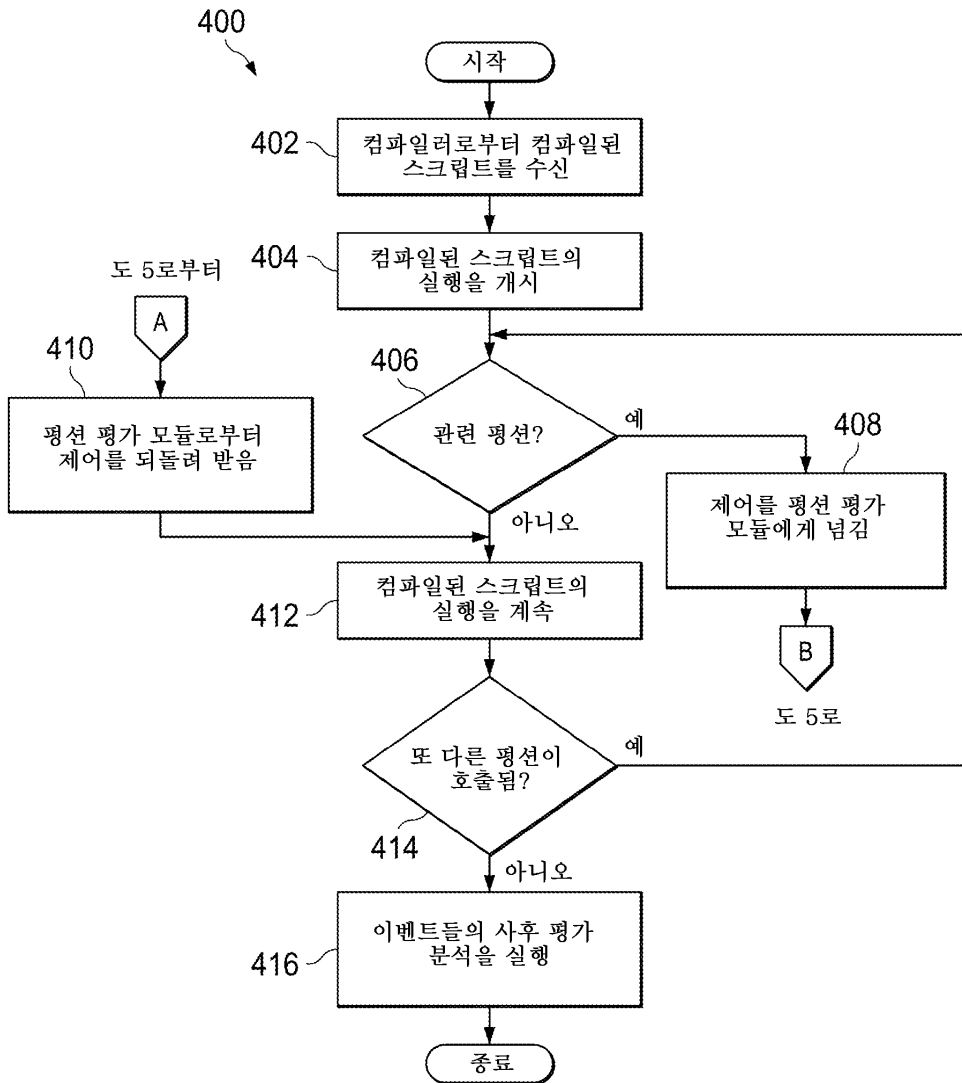 400
시작
402
컴파일러로부터 컴파일된
스크립트를 수신
404
컴파일된 스크립트의
실행을 개시
도 5로부터
A
410
평션 평가 모듈로부터
제어를 되돌려 받음
406
관련 평션?
예
아니오
408
제어를 평션 평가
모듈에게 넘김
B
도 5로
412
컴파일된 스크립트의
실행을 계속
또 다른 평션이
호출됨?
예
414
아니오
416
이벤트들의 사후 평가
분석을 실행
종료